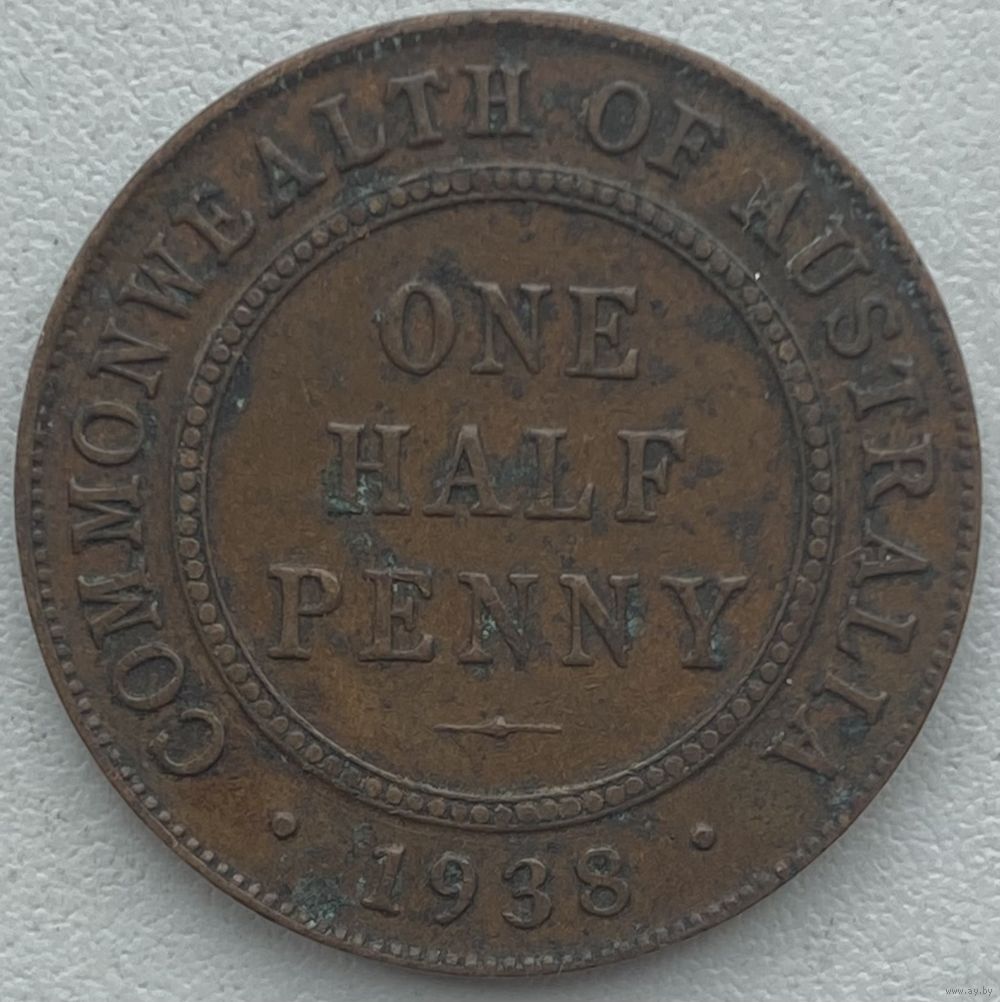 COMMONWEALTH OF AUSTRALIA
ONE
HALF
PENNY
· 1938 ·
www.ay.by